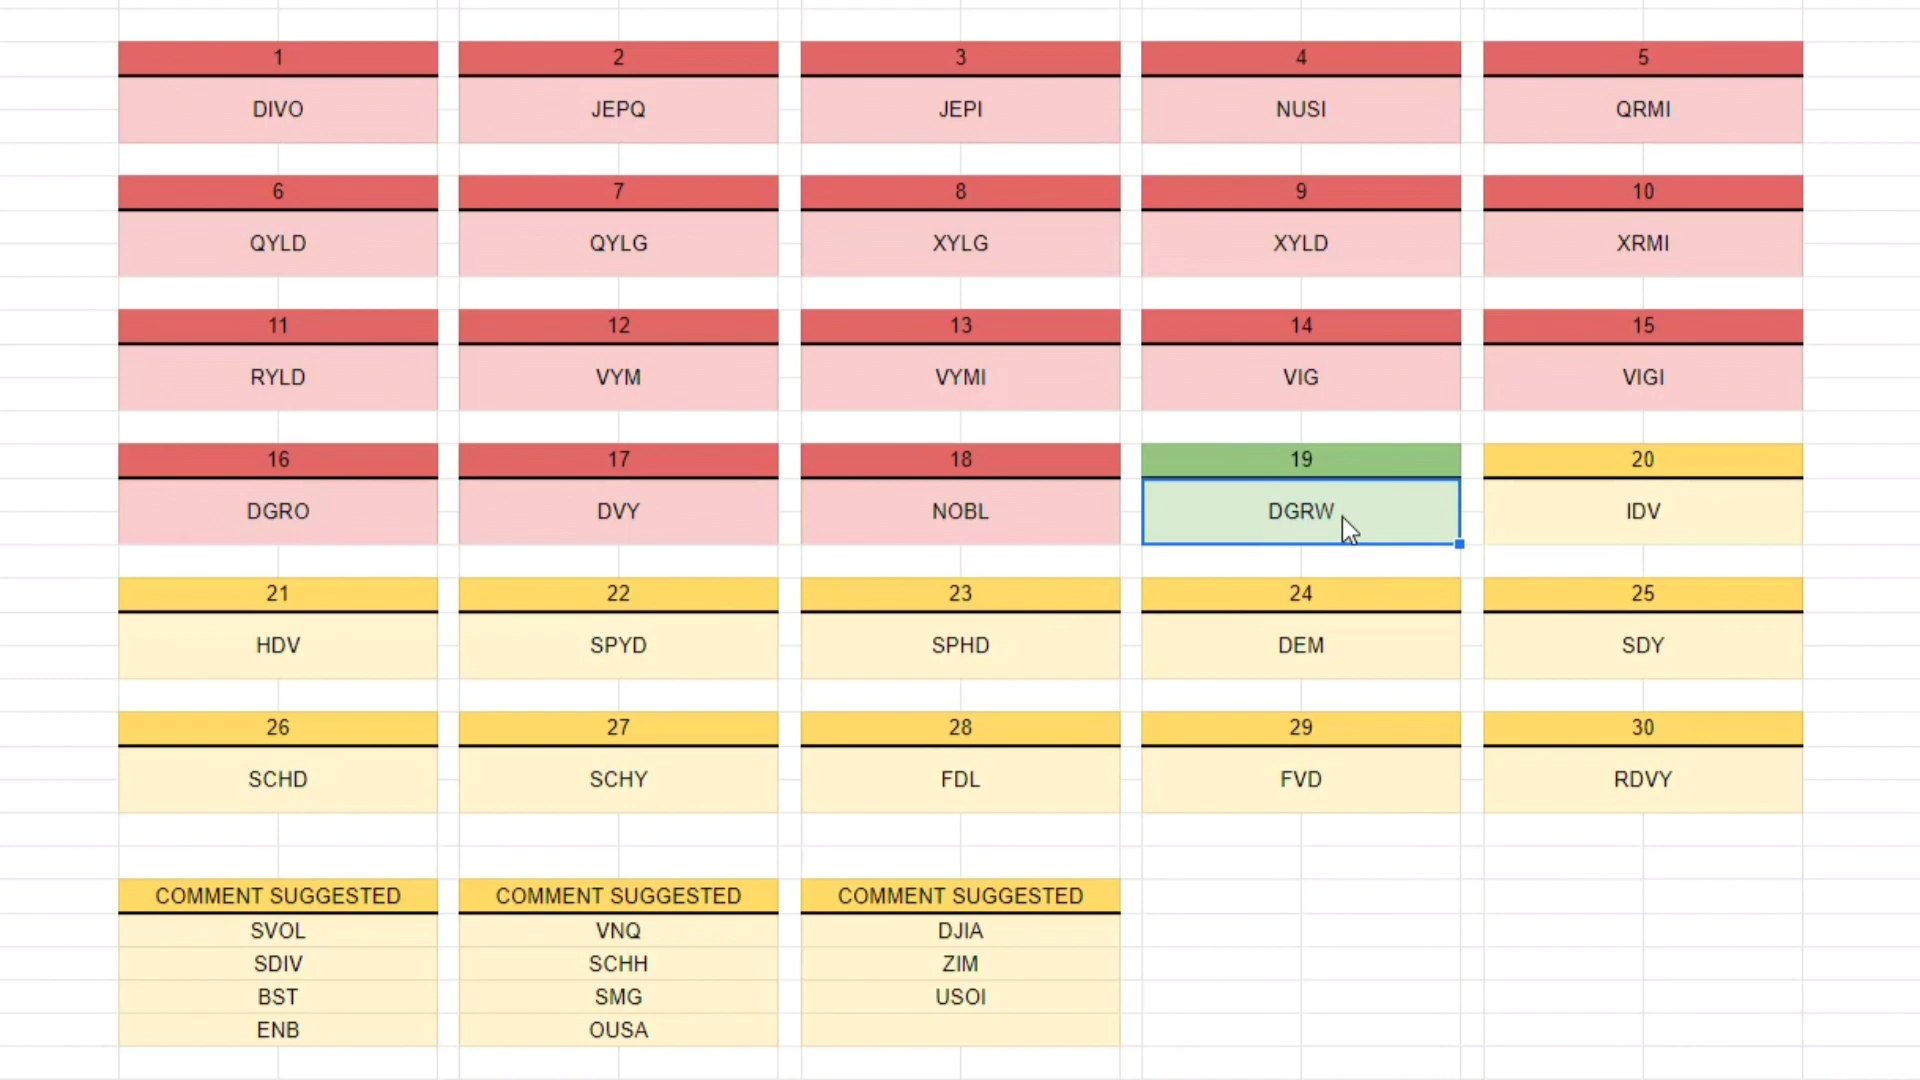 1 2 3 4 5
DIVO JEPQ JEPI NUSI QRMI
6 7 8 9 10
QYLD QYLG XYLG XYLD XRMI
11 12 13 14 15
RYLD VYM VYMI VIG VIGI
16 17 18 19 20
DGRO DVY NOBL DGRW IDV
21 22 23 24 25
HDV SPYD SPHD DEM SDY
26 27 28 29 30
SCHD SCHY FDL FVD RDVY
COMMENT SUGGESTED COMMENT SUGGESTED COMMENT SUGGESTED
SVOL VNQ DJIA
SDIV SCHH ZIM
BST SMG USOI
ENB OUSA